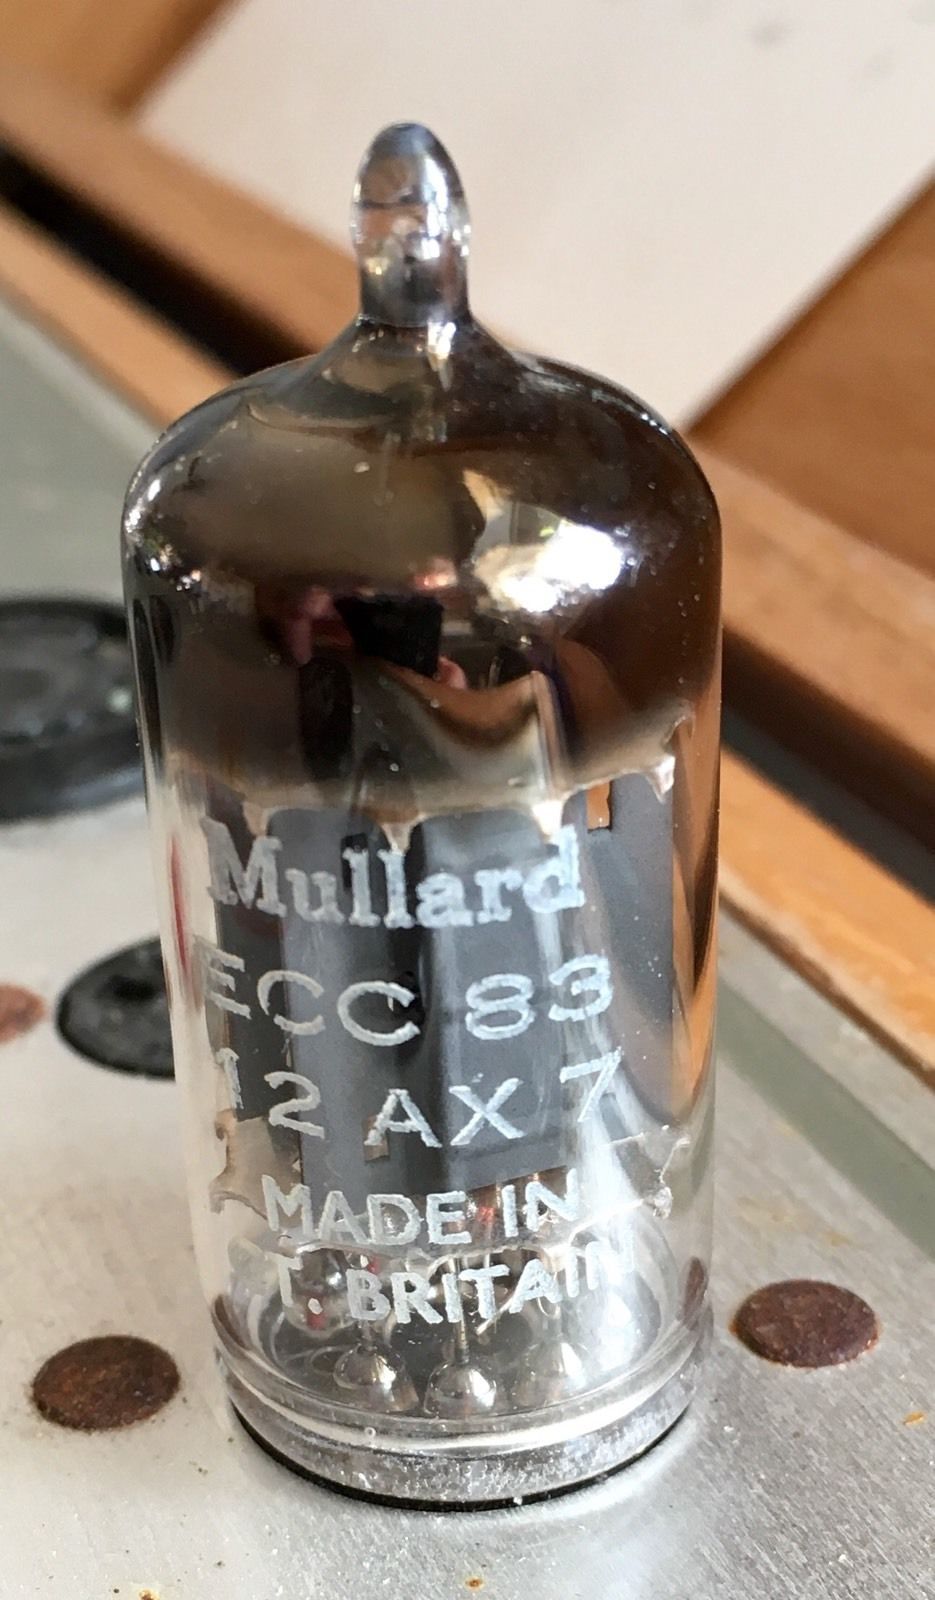 Mullard
ECC 83
12 AX 7
MADE IN
T. BRITAIN